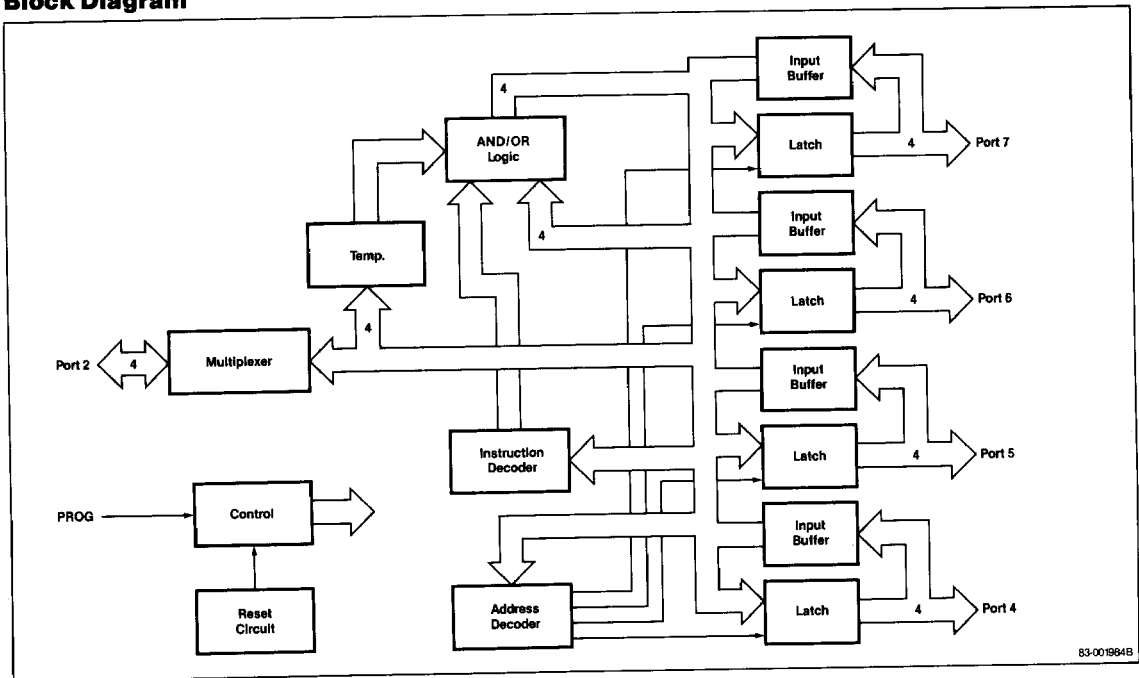 Block Diagram
Input
Buffer
4
AND/OR
Logic
Latch
4
Port 7
Input
Buffer
4
Temp.
Latch
4
Port 6
4
Port 2
4
Multiplexer
Input
Buffer
Instruction
Decoder
Latch
4
Port 5
PROG
Control
Input
Buffer
Reset
Circuit
Address
Decoder
Latch
4
Port 4
83-001984B